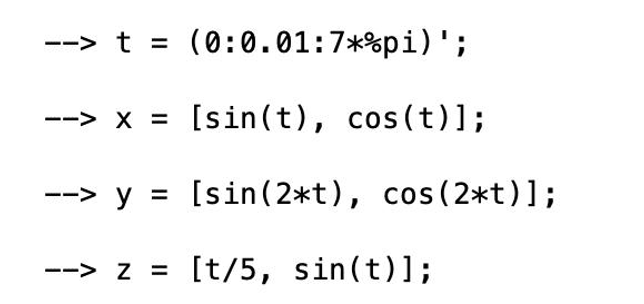 --> t = (0:0.01:7*%pi)';
--> x = [sin(t), cos(t)];
--> y = [sin(2*t), cos(2*t)];
--> z = [t/5, sin(t)];